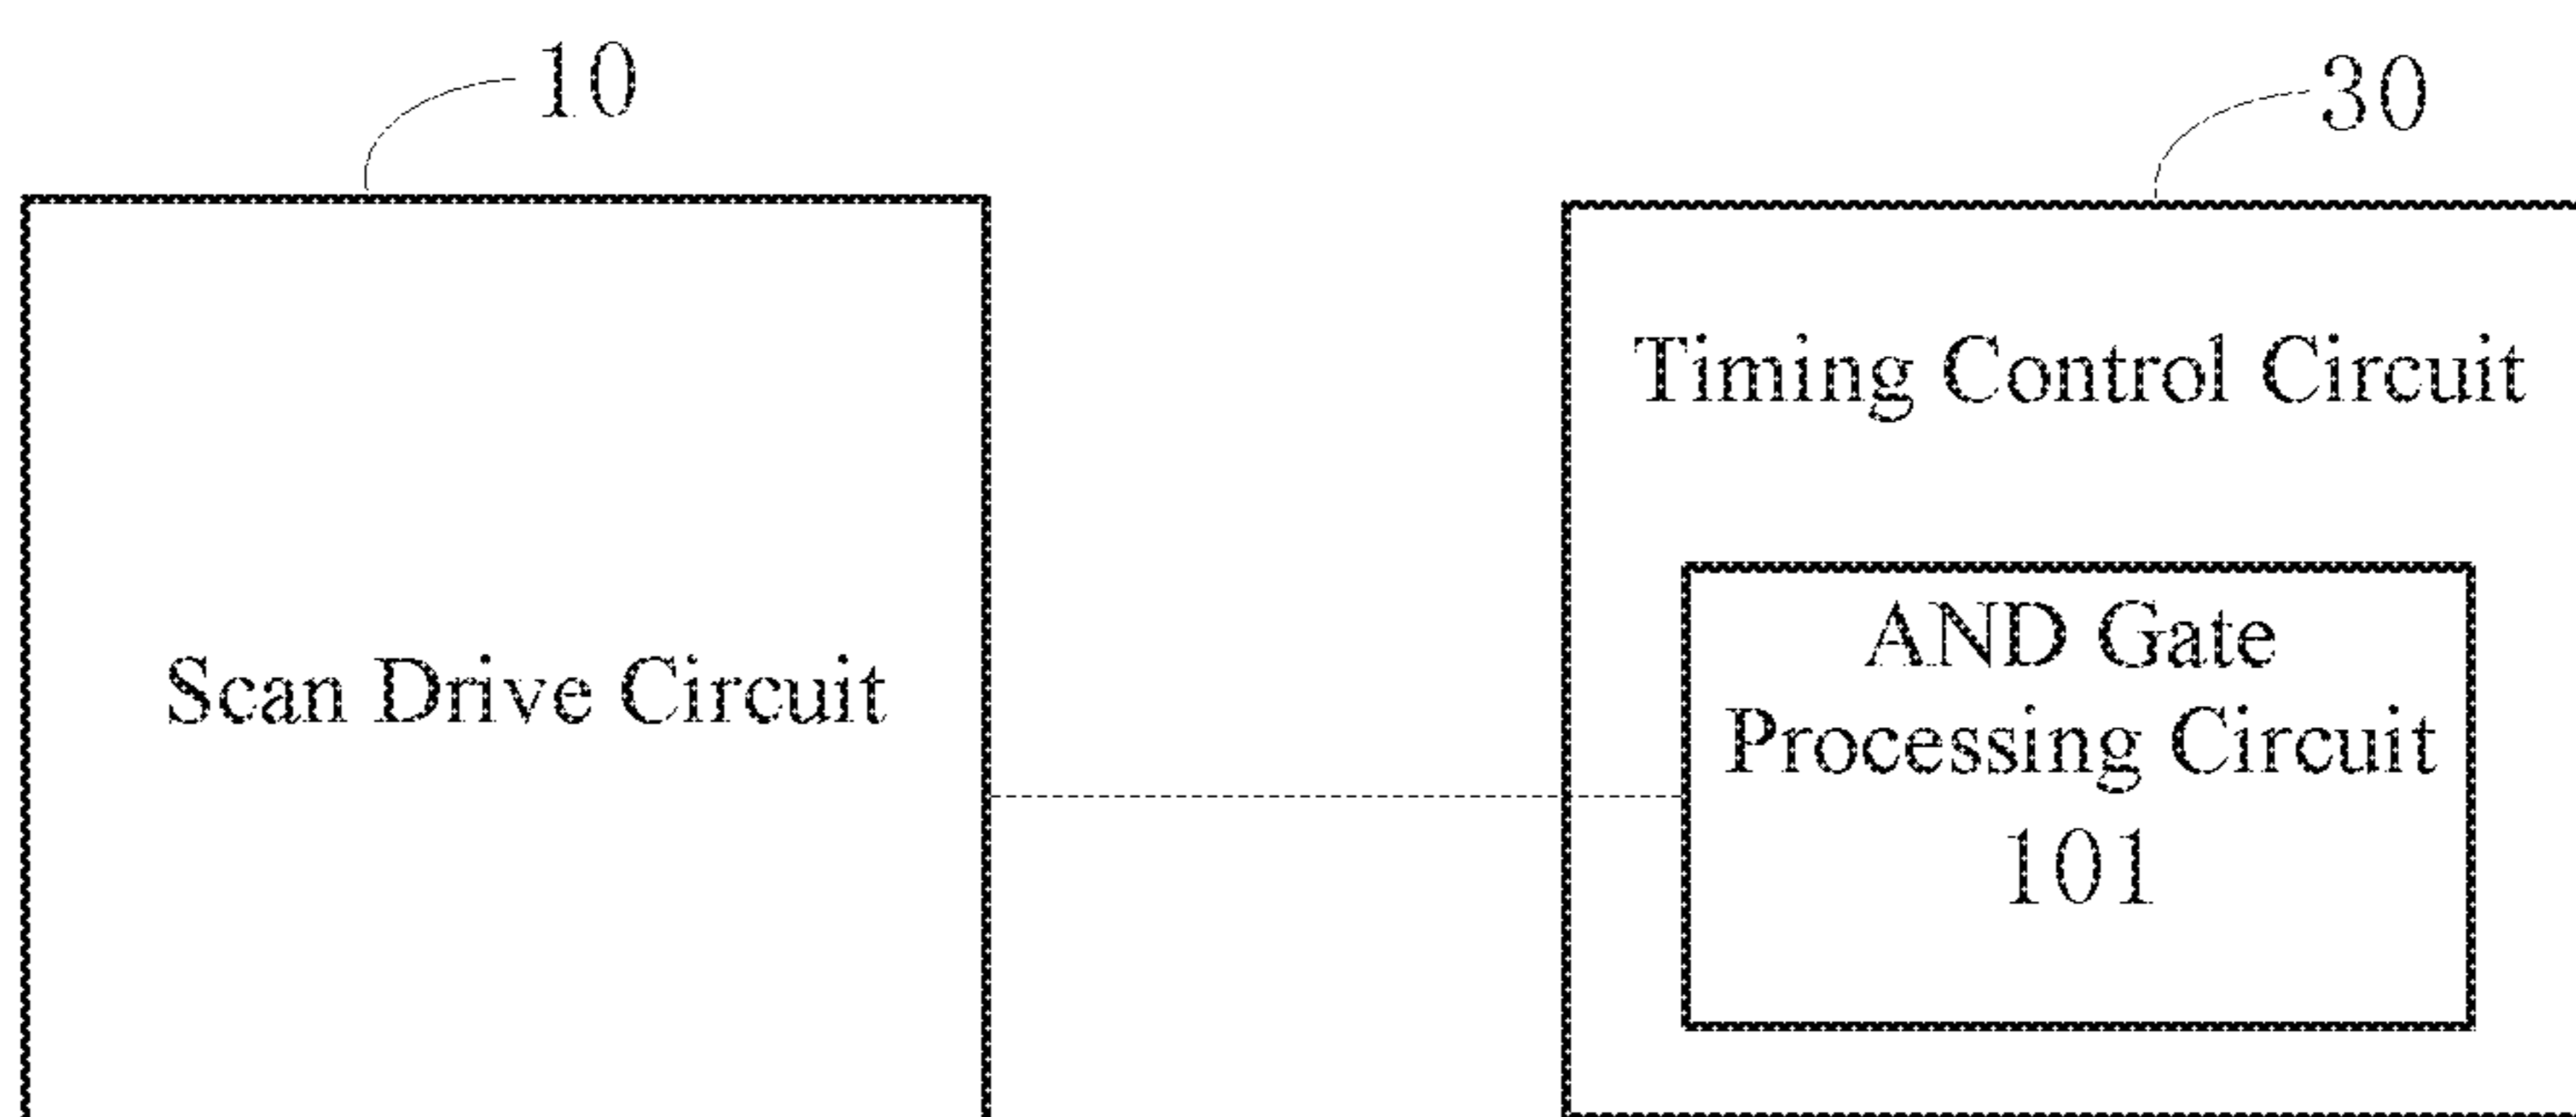 10
30
Scan Drive Circuit
Timing Control Circuit
AND Gate
Processing Circuit
101